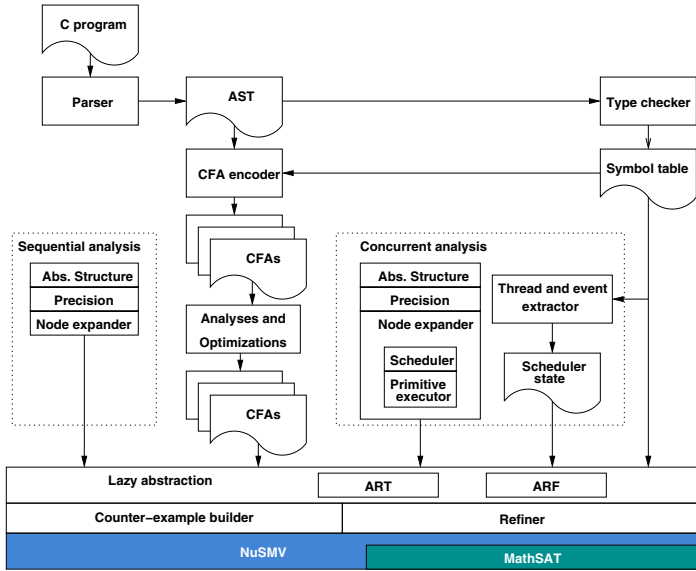 C program
Parser
AST
Type checker
CFA encoder
Symbol table
Sequential analysis
Abs. Structure
Precision
Node expander
CFAs
Analyses and
Optimizations
CFAs
Concurrent analysis
Abs. Structure
Precision
Node expander
Scheduler
Primitive
executor
Thread and event
extractor
Scheduler
state
Lazy abstraction
ART
ARF
Counter−example builder
Refiner
NuSMV
MathSAT